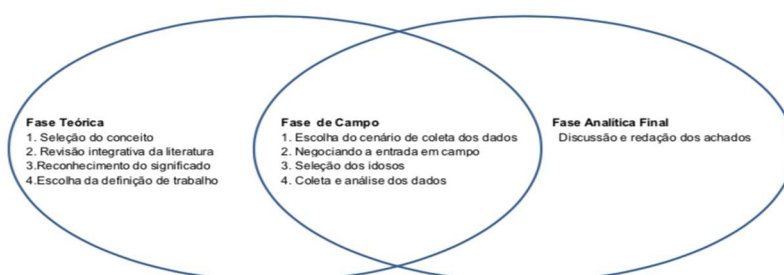 Fase Teórica
1. Seleção do conceito
2. Revisão integrativa da literatura
3.Reconhecimento do significado
4.Escolha da definição de trabalho
Fase de Campo
1. Escolha do cenário de coleta dos dados
2. Negociando a entrada em campo
3. Seleção dos idosos
4. Coleta e análise dos dados
Fase Analítica Final
Discussão e redação dos achados